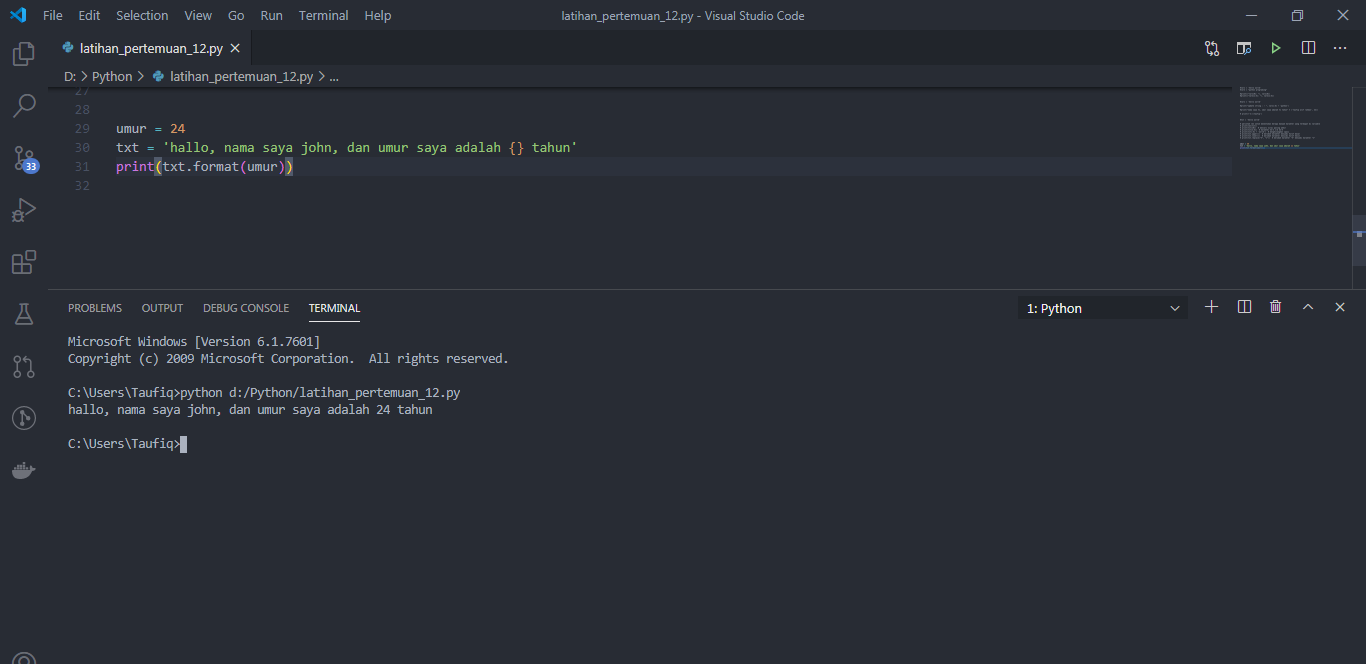 File Edit Selection View Go Run Terminal Help latihan_pertemuan_12.py - Visual Studio Code
latihan_pertemuan_12.py
D: > Python > latihan_pertemuan_12.py > ...
27
28
29 umur = 24
30 txt = 'hallo, nama saya john, dan umur saya adalah {} tahun'
31 print(txt.format(umur))
32
33
PROBLEMS OUTPUT DEBUG CONSOLE TERMINAL 1: Python
Microsoft Windows [Version 6.1.7601]
Copyright (c) 2009 Microsoft Corporation.  All rights reserved.
C:\Users\Taufiq>python d:/Python/latihan_pertemuan_12.py
hallo, nama saya john, dan umur saya adalah 24 tahun
C:\Users\Taufiq>